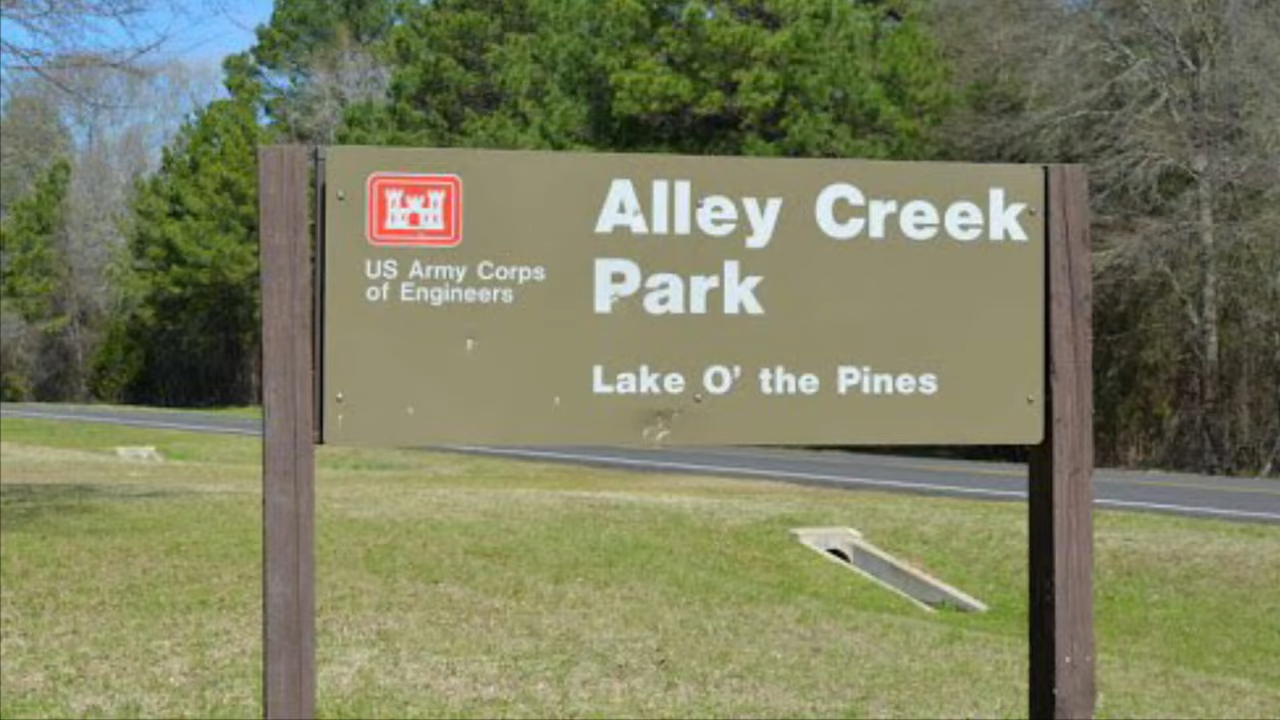 US Army Corps
of Engineers
Alley Creek
Park
Lake O' the Pines